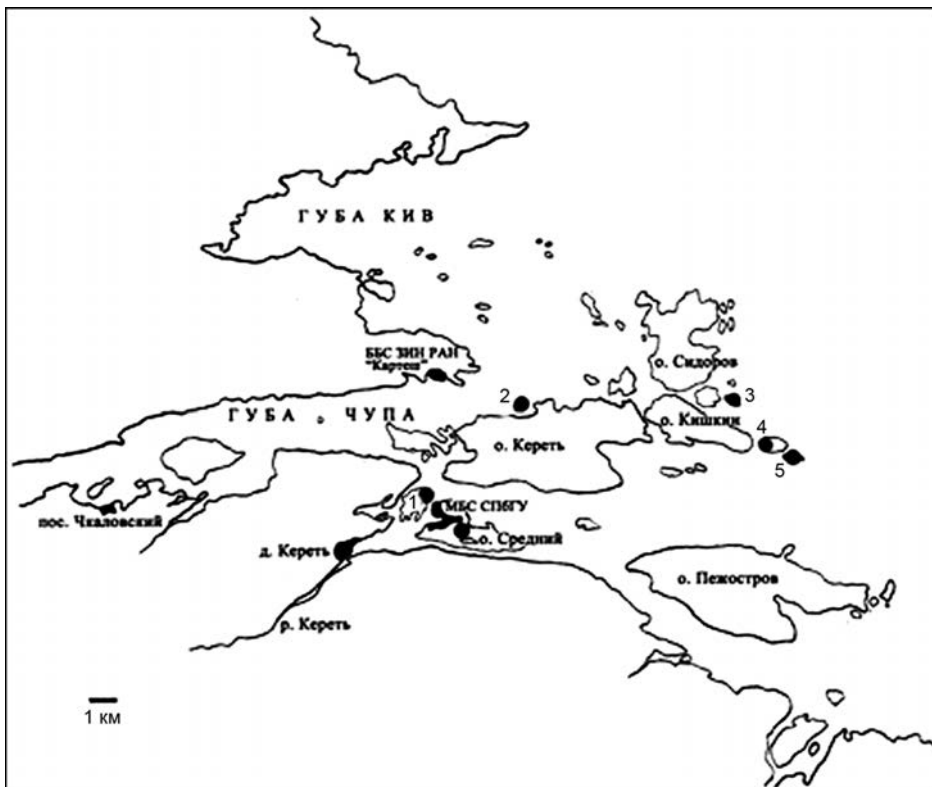 ГУБА КИВ
ББС ЗИН РАН
"Картеш"
о. Сидоров
2
3
ГУБА ЧУПА
о. Кишкин
о. Кереть
4
5
1
МБС СПбГУ
пос. Чкаловский
о. Средний
д. Кереть
о. Пежостров
р. Кереть
1 км